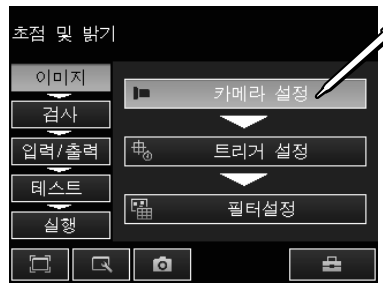 초점 및 밝기
이미지
카메라 설정
검사
입력/출력
트리거 설정
테스트
필터설정
실행